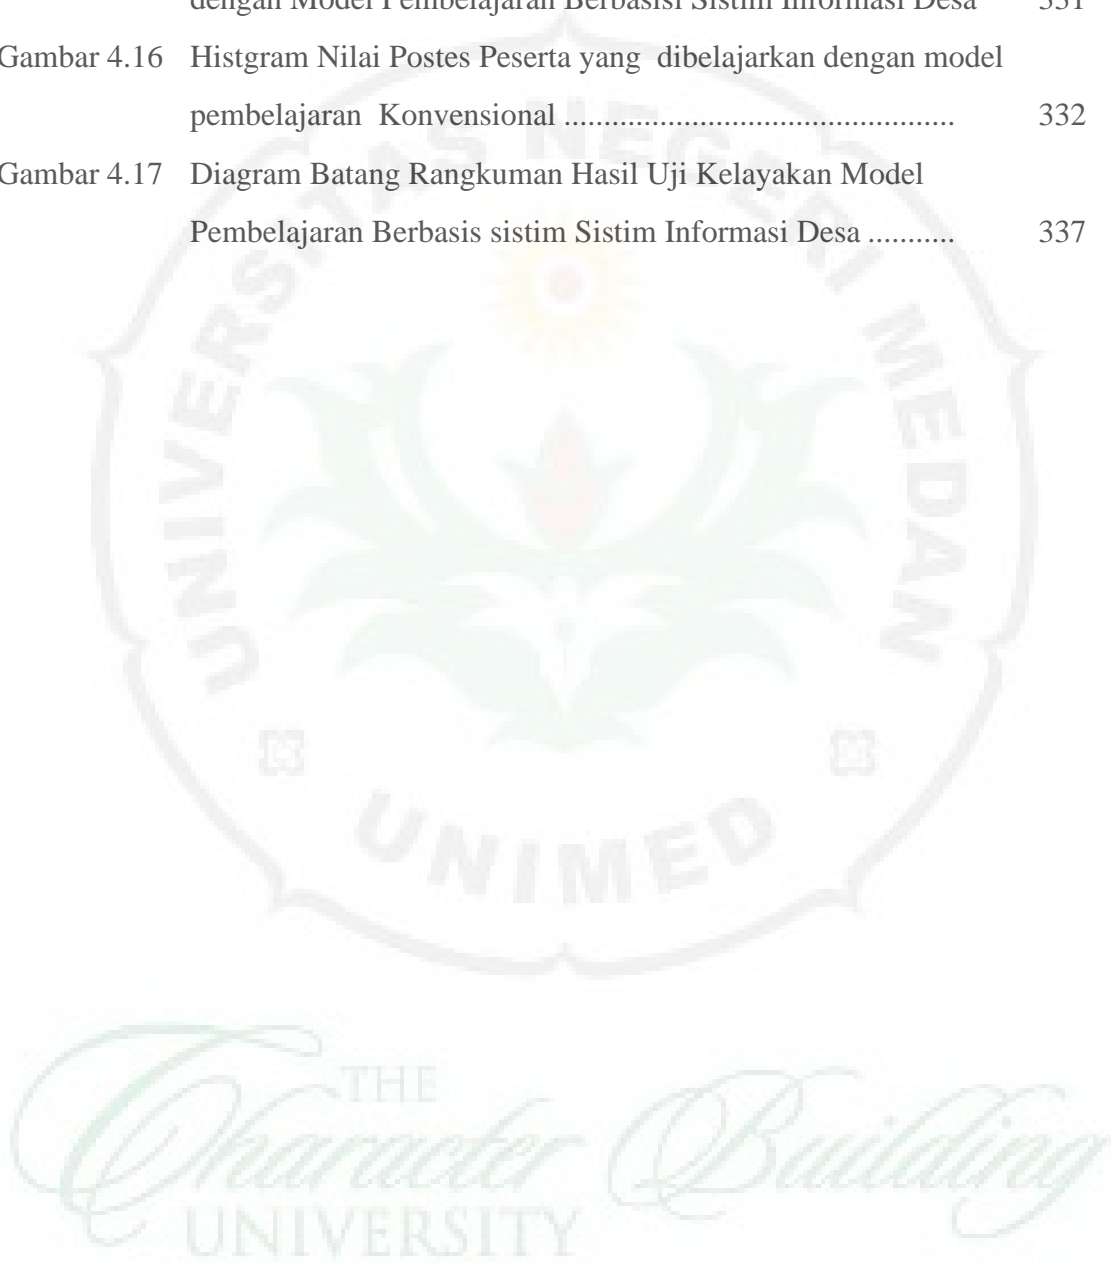 dengan Model Pembelajaran Berbasisi Sistim Informasi Desa 331
Gambar 4.16 Histgram Nilai Postes Peserta yang dibelajarkan dengan model
pembelajaran Konvensional ................................................ 332
Gambar 4.17 Diagram Batang Rangkuman Hasil Uji Kelayakan Model
Pembelajaran Berbasis sistim Sistim Informasi Desa ........... 337
UNIVERSITAS NEGERI MEDAN
UNIMED
THE
Character Building
UNIVERSITY